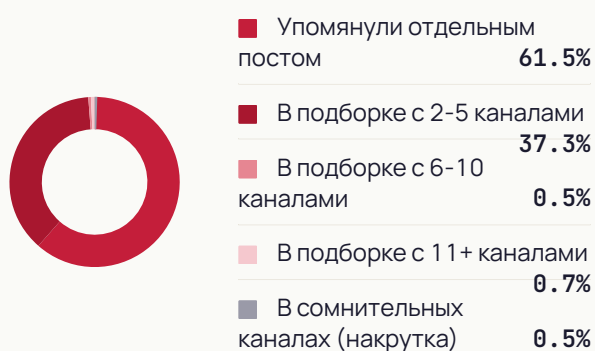 Упомянули отдельным
постом 61.5%
В подборке с 2-5 каналами
37.3%
В подборке с 6-10
каналами 0.5%
В подборке с 11+ каналами
0.7%
В сомнительных
каналах (накрутка) 0.5%